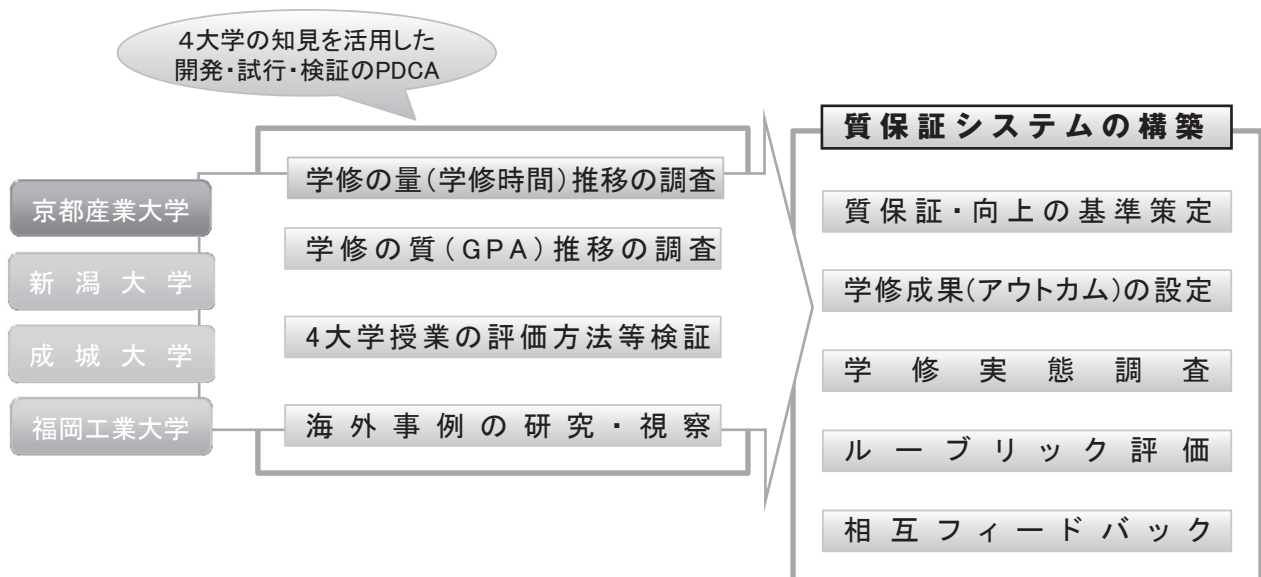 4大学の知見を活用した
開発・試行・検証のPDCA
京都産業大学
新潟大学
成城大学
福岡工業大学
学修の量(学修時間)推移の調査
学修の質(GPA)推移の調査
4大学授業の評価方法等検証
海外事例の研究・視察
質保証システムの構築
質保証・向上の基準策定
学修成果(アウトカム)の設定
学修実態調査
ルーブリック評価
相互フィードバック